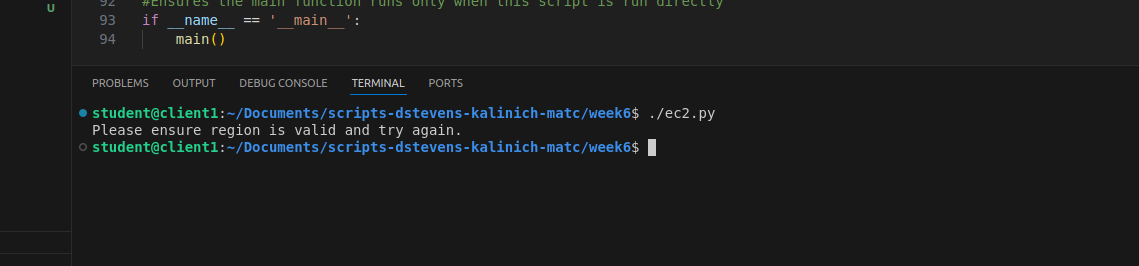 U
92 #Ensures the main function runs only when this script is run directly
93 if __name__ == '__main__':
94 main()
PROBLEMS OUTPUT DEBUG CONSOLE TERMINAL PORTS
student@client1:~/Documents/scripts-dstevens-kalinich-matc/week6$ ./ec2.py
Please ensure region is valid and try again.
student@client1:~/Documents/scripts-dstevens-kalinich-matc/week6$